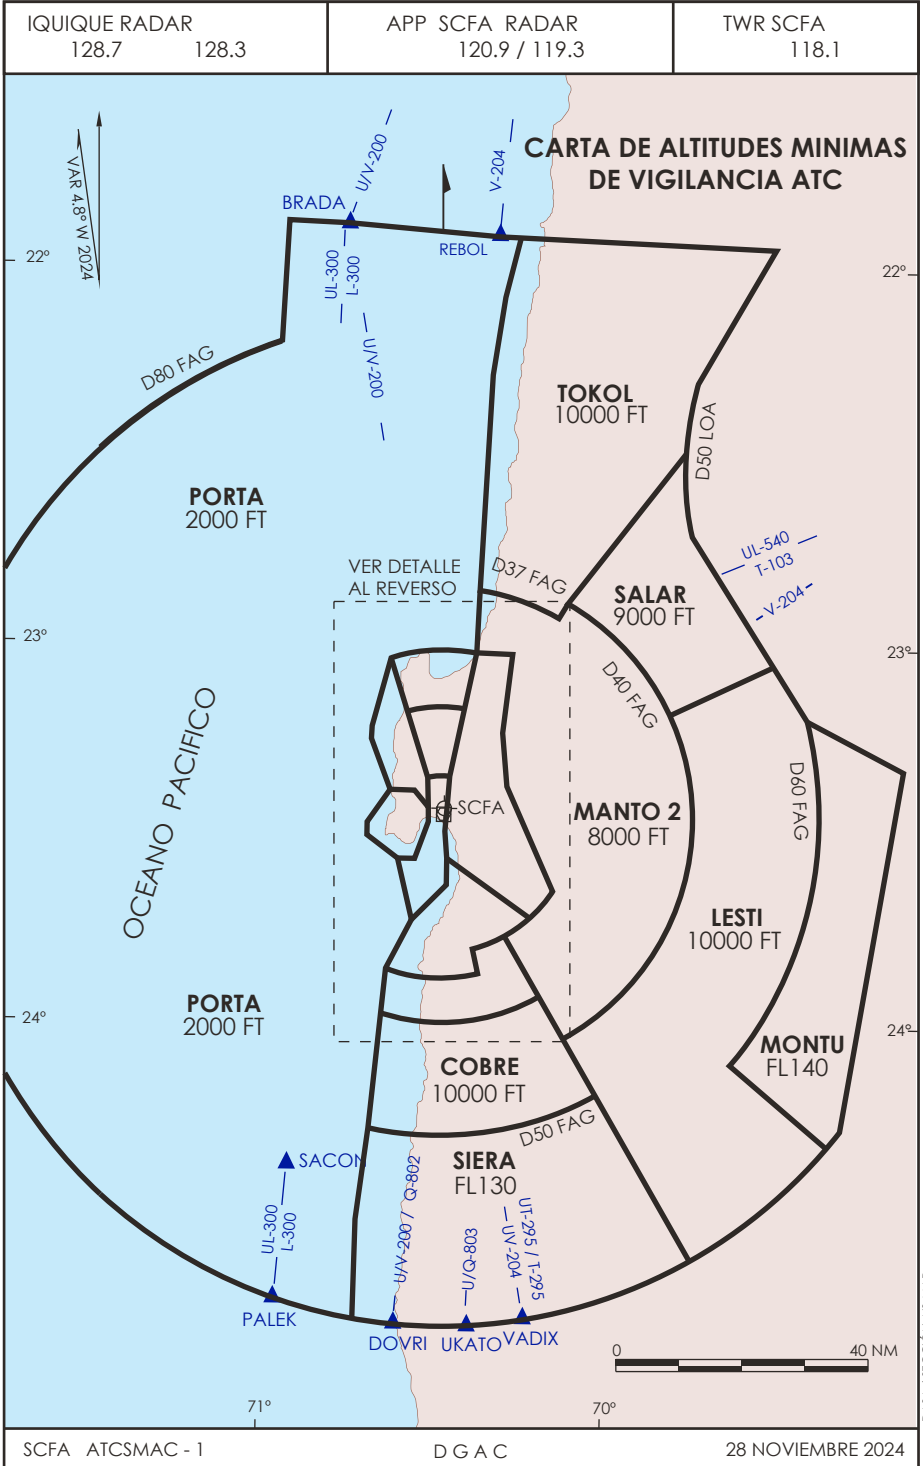 IQUIQUE RADAR
128.7 128.3
APP SCFA RADAR
120.9 / 119.3
TWR SCFA
118.1
CARTA DE ALTITUDES MINIMAS
DE VIGILANCIA ATC
VAR 4.8° W 2024
U/V-200
V-204
BRADA
REBOL
UL-300
L-300
U/V-200
22°
22°
D80 FAG
TOKOL
10000 FT
D50 LOA
PORTA
2000 FT
UL-540
T-103
V-204
VER DETALLE
AL REVERSO
D37 FAG
SALAR
9000 FT
23°
23°
D40 FAG
OCEANO PACIFICO
SCFA
MANTO 2
8000 FT
D60 FAG
LESTI
10000 FT
PORTA
2000 FT
24°
24°
MONTU
FL140
COBRE
10000 FT
D50 FAG
SIERA
FL130
SACON
UL-300
L-300
U/V-200 / Q-802
U/Q-803
UV-204
UT-295 / T-295
PALEK
DOVRI
UKATO
VADIX
0 40 NM
71°
70°
SCFA ATCSMAC - 1
D G A C
28 NOVIEMBRE 2024